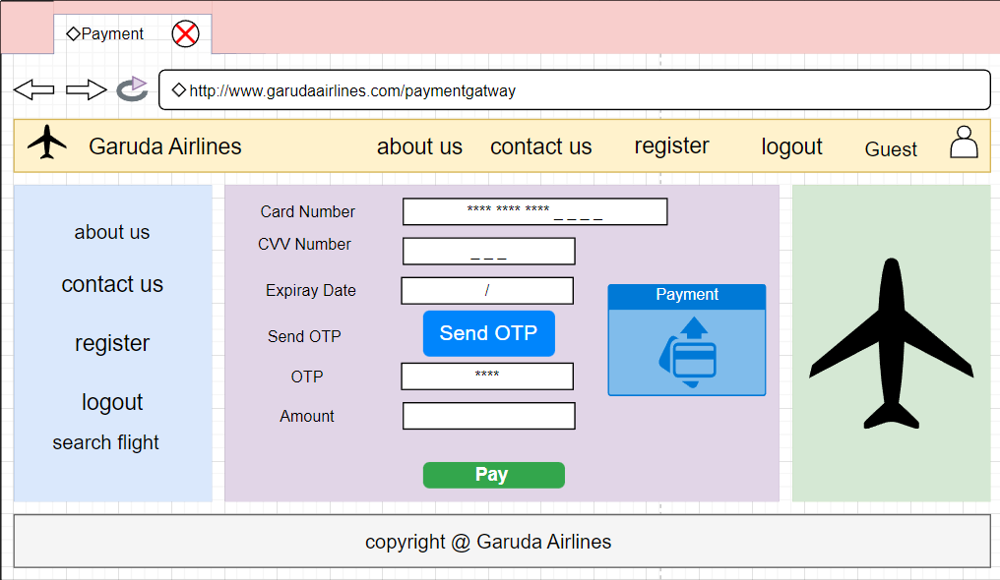 Payment
http://www.garudaairlines.com/paymentgatway
Garuda Airlines about us contact us register logout Guest
about us
contact us
register
logout
search flight
Card Number **** **** **** _ _ _ _
CVV Number _ _ _
Expiray Date /
Send OTP Send OTP
OTP ****
Amount
Pay
Payment
copyright @ Garuda Airlines